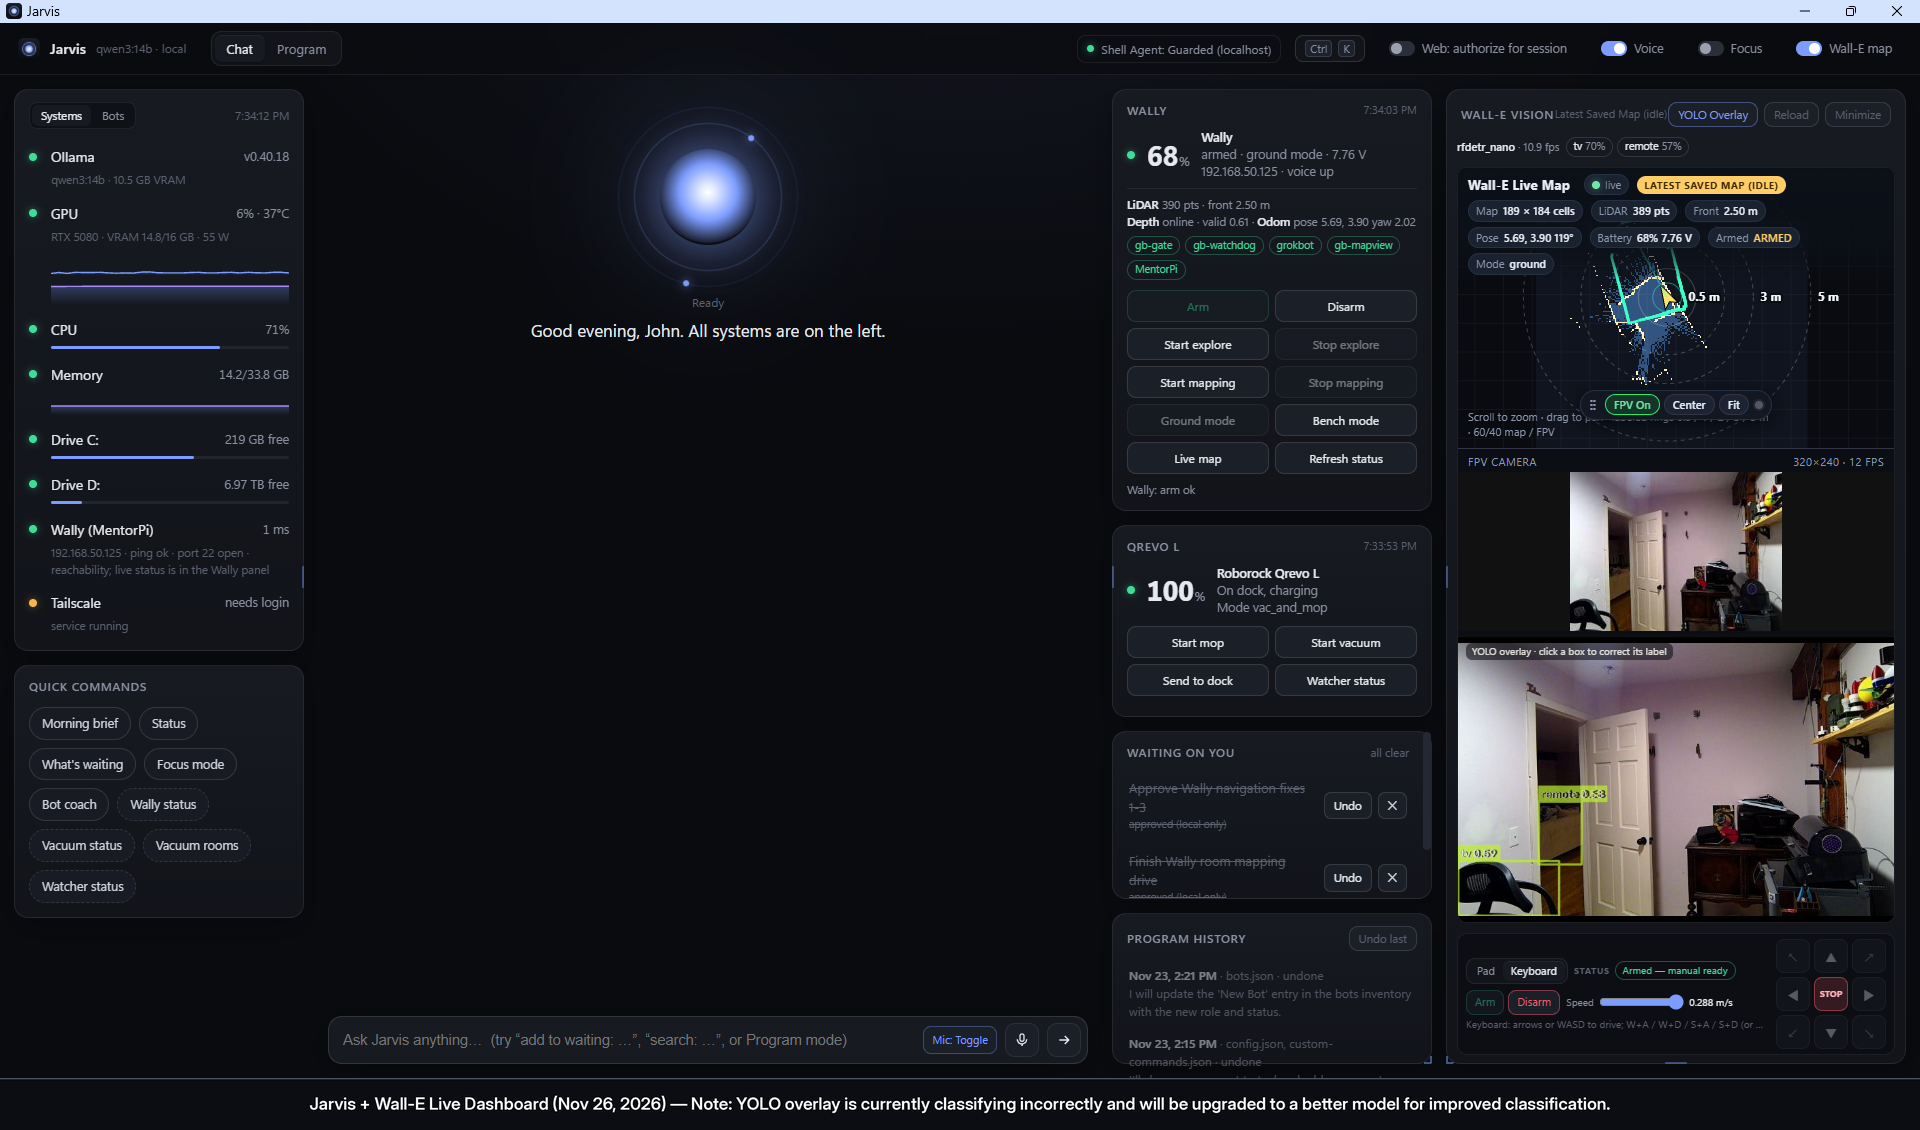 Jarvis
Jarvis qwen3:14b · local
Chat Program
Shell Agent: Guarded (localhost)
Ctrl K
Web: authorize for session
Voice
Focus
Wall-E map
Systems Bots 7:34:12 PM
Ollama v0.40.18
qwen3:14b · 10.5 GB VRAM
GPU 6% · 37°C
RTX 5080 · VRAM 14.8/16 GB · 55 W
CPU 71%
Memory 14.2/33.8 GB
Drive C: 219 GB free
Drive D: 6.97 TB free
Wally (MentorPi) 1 ms
192.168.50.125 · ping ok · port 22 open ·
reachability; live status is in the Wally panel
Tailscale needs login
service running
QUICK COMMANDS
Morning brief Status
What's waiting Focus mode
Bot coach Wally status
Vacuum status Vacuum rooms
Watcher status
Ready
Good evening, John. All systems are on the left.
Ask Jarvis anything... (try "add to waiting: ...", "search: ...", or Program mode)
Mic: Toggle
WALLY 7:34:03 PM
68%
Wally
armed · ground mode · 7.76 V
192.168.50.125 · voice up
LiDAR 390 pts · front 2.50 m
Depth online · valid 0.61 · Odom pose 5.69, 3.90 yaw 2.02
gb-gate gb-watchdog grokbot gb-mapview
MentorPi
Arm Disarm
Start explore Stop explore
Start mapping Stop mapping
Ground mode Bench mode
Live map Refresh status
Wally: arm ok
QREVO L 7:33:53 PM
100%
Roborock Qrevo L
On dock, charging
Mode vac_and_mop
Start mop Start vacuum
Send to dock Watcher status
WAITING ON YOU all clear
Approve Wally navigation fixes
1-3
approved (local only)
Undo
Finish Wally room mapping
drive
approved (local only)
Undo
PROGRAM HISTORY Undo last
Nov 23, 2:21 PM · bots.json · undone
I will update the 'New Bot' entry in the bots inventory
with the new role and status.
Nov 23, 2:15 PM · config.json, custom-
commands.json · undone
WALL-E VISION Latest Saved Map (idle) YOLO Overlay Reload Minimize
rfdetr_nano · 10.9 fps tv 70% remote 57%
Wall-E Live Map live LATEST SAVED MAP (IDLE)
Map 189 × 184 cells LiDAR 389 pts Front 2.50 m
Pose 5.69, 3.90 119° Battery 68% 7.76 V Armed ARMED
Mode ground
0.5 m 3 m 5 m
FPV On Center Fit
Scroll to zoom · drag to
· 60/40 map / FPV
FPV CAMERA 320×240 · 12 FPS
YOLO overlay · click a box to correct its label
remote 0.58
tv 0.59
Pad Keyboard STATUS Armed — manual ready
Arm Disarm Speed 0.288 m/s
Keyboard: arrows or WASD to drive; W+A / W+D / S+A / S+D (or ...
STOP
Jarvis + Wall-E Live Dashboard (Nov 26, 2026) — Note: YOLO overlay is currently classifying incorrectly and will be upgraded to a better model for improved classification.